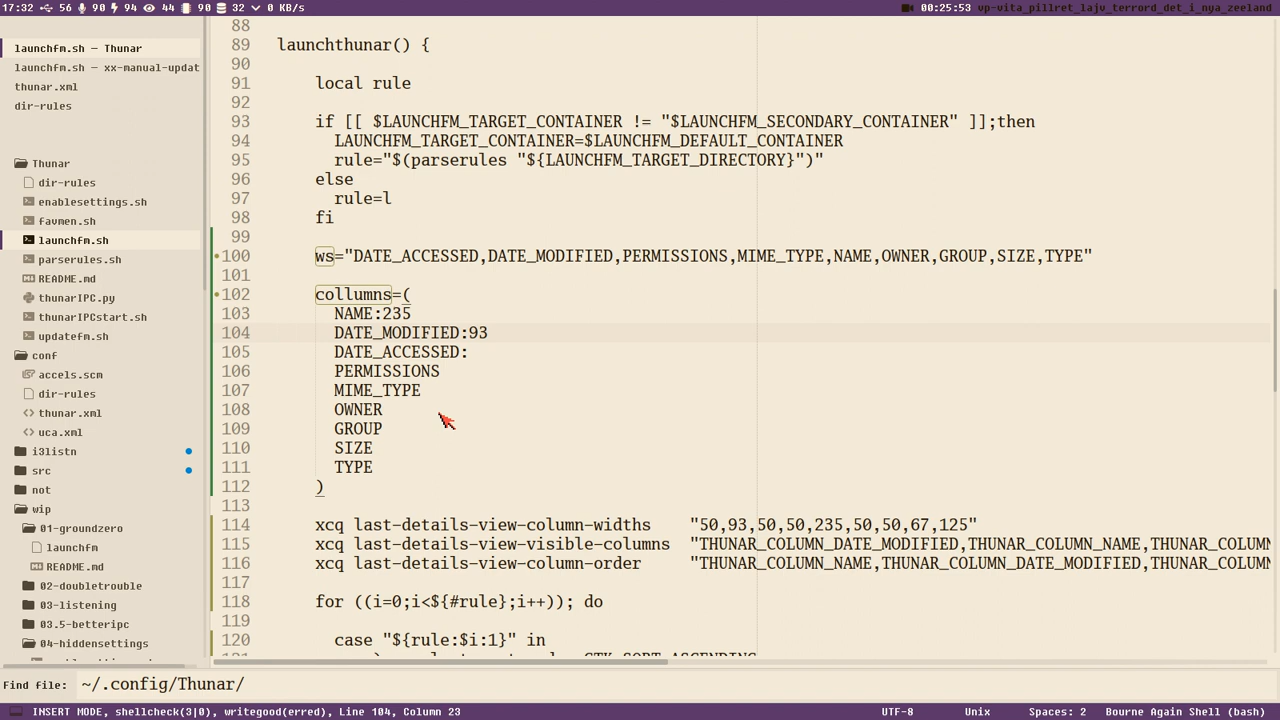 17:32 56 90 94 44 90 32 0 KB/s 00:25:53 vp-vita_pillret_lajv_terrord_det_i_nya_zeeland
launchfm.sh — Thunar
launchfm.sh — xx-manual-updat
thunar.xml
dir-rules
Thunar
dir-rules
enablesettings.sh
favmen.sh
launchfm.sh
parserules.sh
README.md
thunarIPC.py
thunarIPCstart.sh
updatefm.sh
conf
accels.scm
dir-rules
thunar.xml
uca.xml
i3listn
src
not
wip
01-groundzero
launchfm
README.md
02-doubletrouble
03-listening
03.5-betteripc
04-hiddensettings
88
89 launchthunar() {
90
91 local rule
92
93 if [[ $LAUNCHFM_TARGET_CONTAINER != "$LAUNCHFM_SECONDARY_CONTAINER" ]];then
94 LAUNCHFM_TARGET_CONTAINER=$LAUNCHFM_DEFAULT_CONTAINER
95 rule="$(parserules "${LAUNCHFM_TARGET_DIRECTORY}")"
96 else
97 rule=l
98 fi
99
100 ws="DATE_ACCESSED,DATE_MODIFIED,PERMISSIONS,MIME_TYPE,NAME,OWNER,GROUP,SIZE,TYPE"
101
102 collumns=(
103 NAME:235
104 DATE_MODIFIED:93
105 DATE_ACCESSED:
106 PERMISSIONS
107 MIME_TYPE
108 OWNER
109 GROUP
110 SIZE
111 TYPE
112 )
113
114 xcq last-details-view-column-widths "50,93,50,50,235,50,50,67,125"
115 xcq last-details-view-visible-columns "THUNAR_COLUMN_DATE_MODIFIED,THUNAR_COLUMN_NAME,THUNAR_COLUMN
116 xcq last-details-view-column-order "THUNAR_COLUMN_NAME,THUNAR_COLUMN_DATE_MODIFIED,THUNAR_COLUMN
117
118 for ((i=0;i<${#rule};i++)); do
119
120 case "${rule:$i:1}" in
Find file: ~/.config/Thunar/
INSERT MODE, shellcheck(3|0), writegood(erred), Line 104, Column 23 UTF-8 Unix Spaces: 2 Bourne Again Shell (bash)